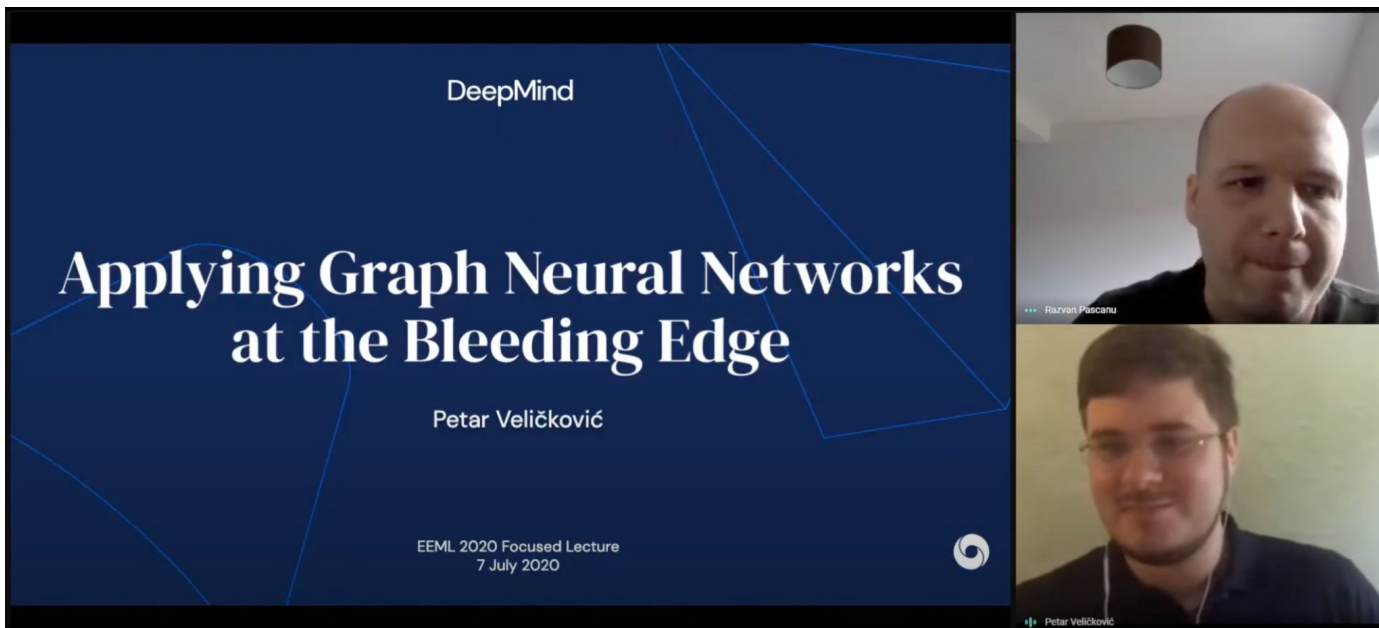 DeepMind
Applying Graph Neural Networks
at the Bleeding Edge
Petar Veličković
EEML 2020 Focused Lecture
7 July 2020
Razvan Pascanu
Petar Veličković